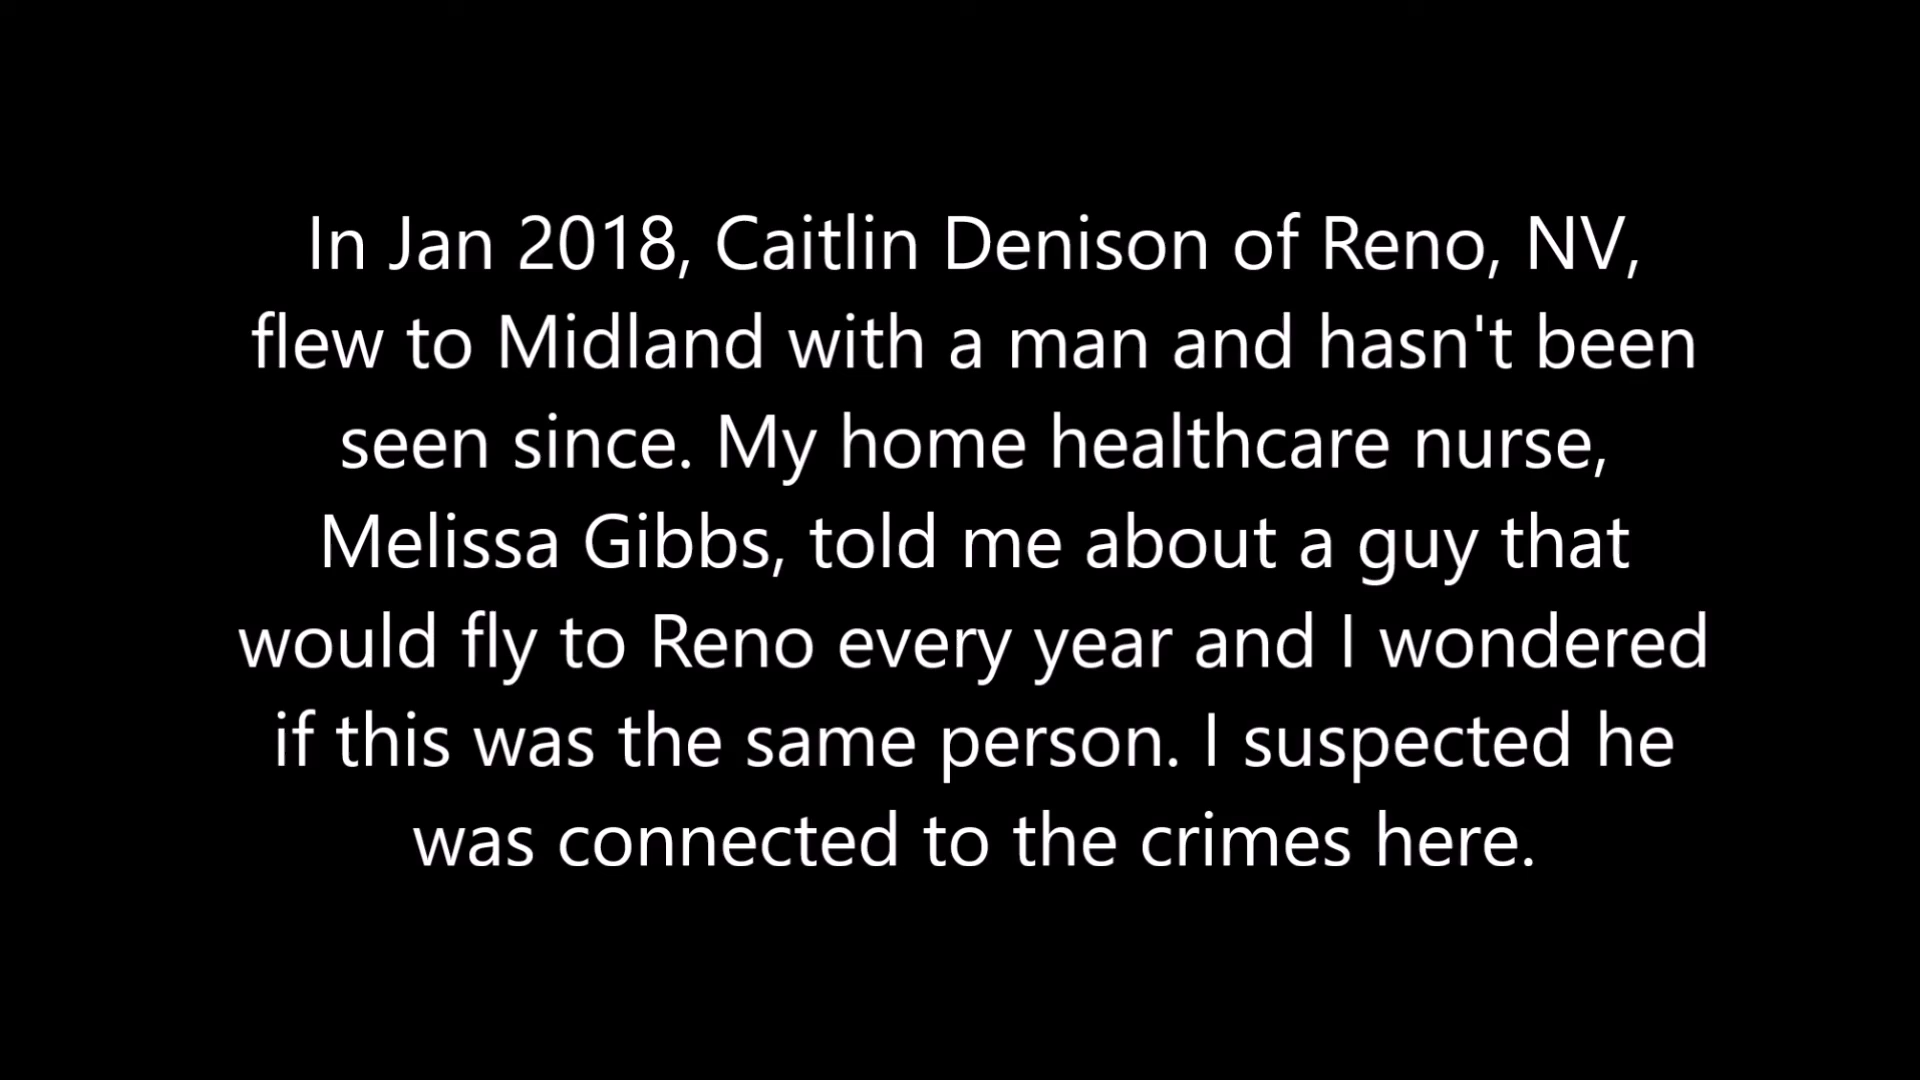 In Jan 2018, Caitlin Denison of Reno, NV,
flew to Midland with a man and hasn't been
seen since. My home healthcare nurse,
Melissa Gibbs, told me about a guy that
would fly to Reno every year and I wondered
if this was the same person. I suspected he
was connected to the crimes here.